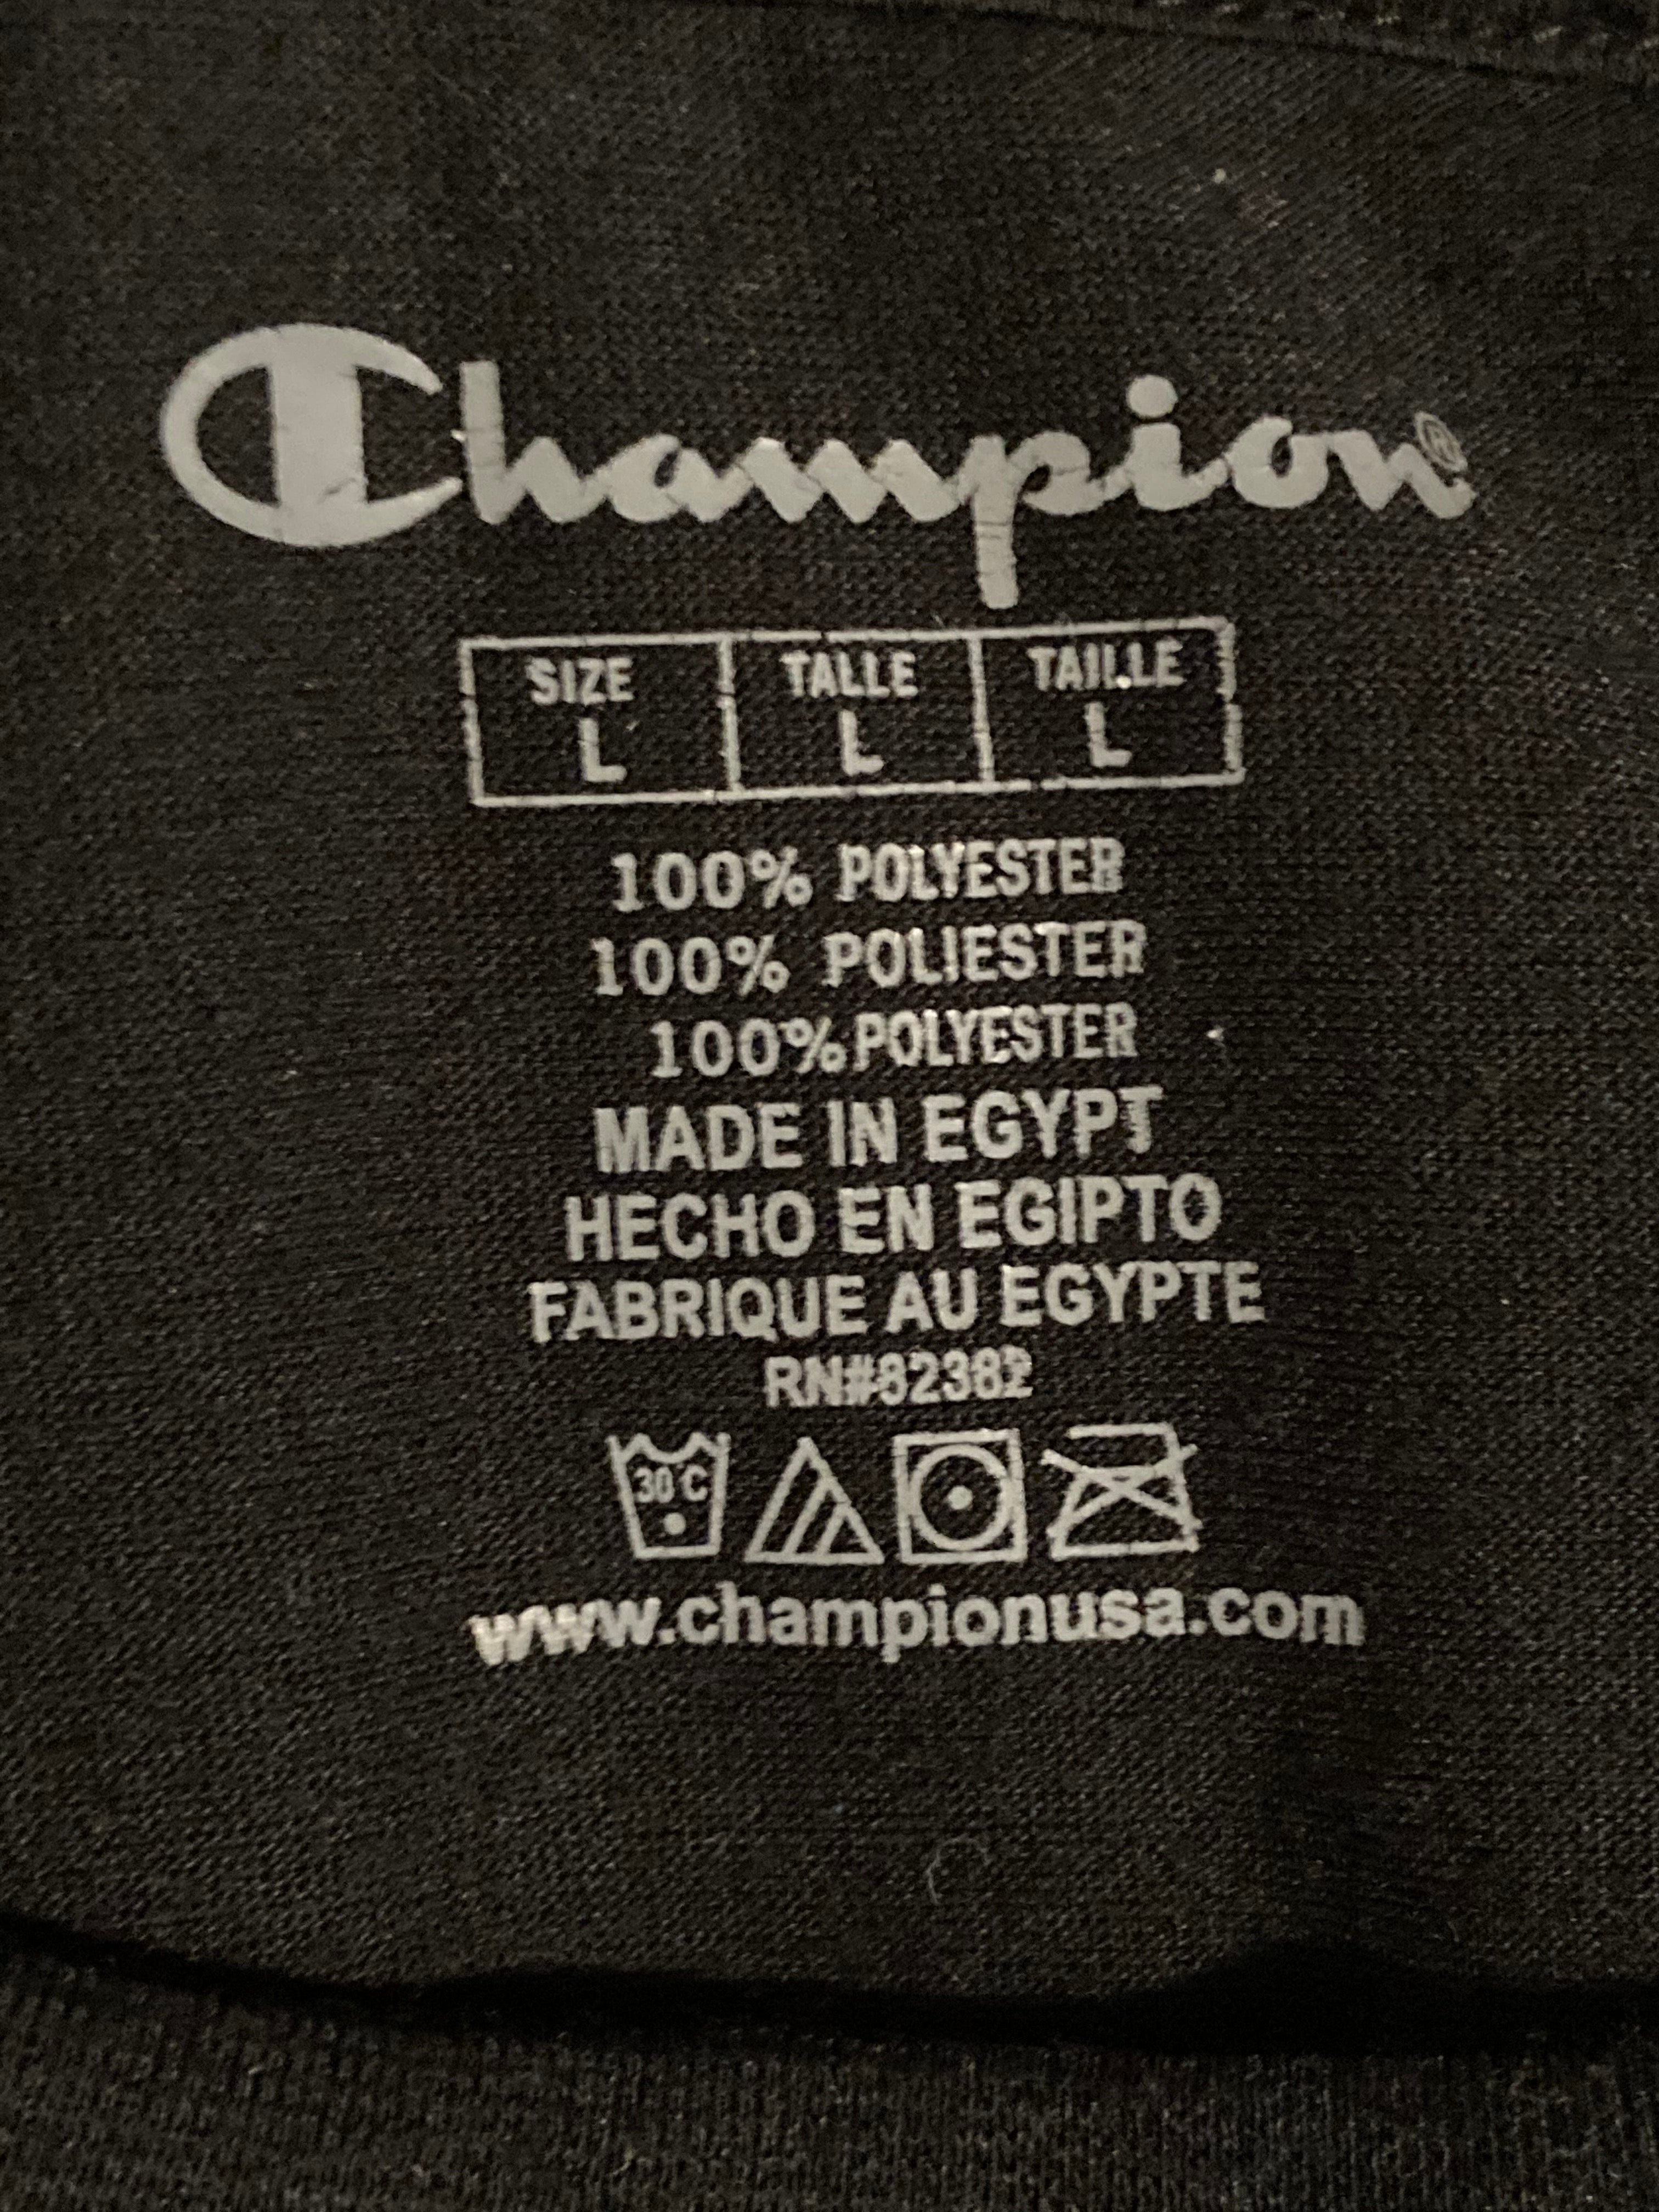 Champion®
SIZE TALLE TAILLE
L L L
100% POLYESTER
100% POLIESTER
100% POLYESTER
MADE IN EGYPT
HECHO EN EGIPTO
FABRIQUE AU EGYPTE
RN#82382
30°C
www.championusa.com